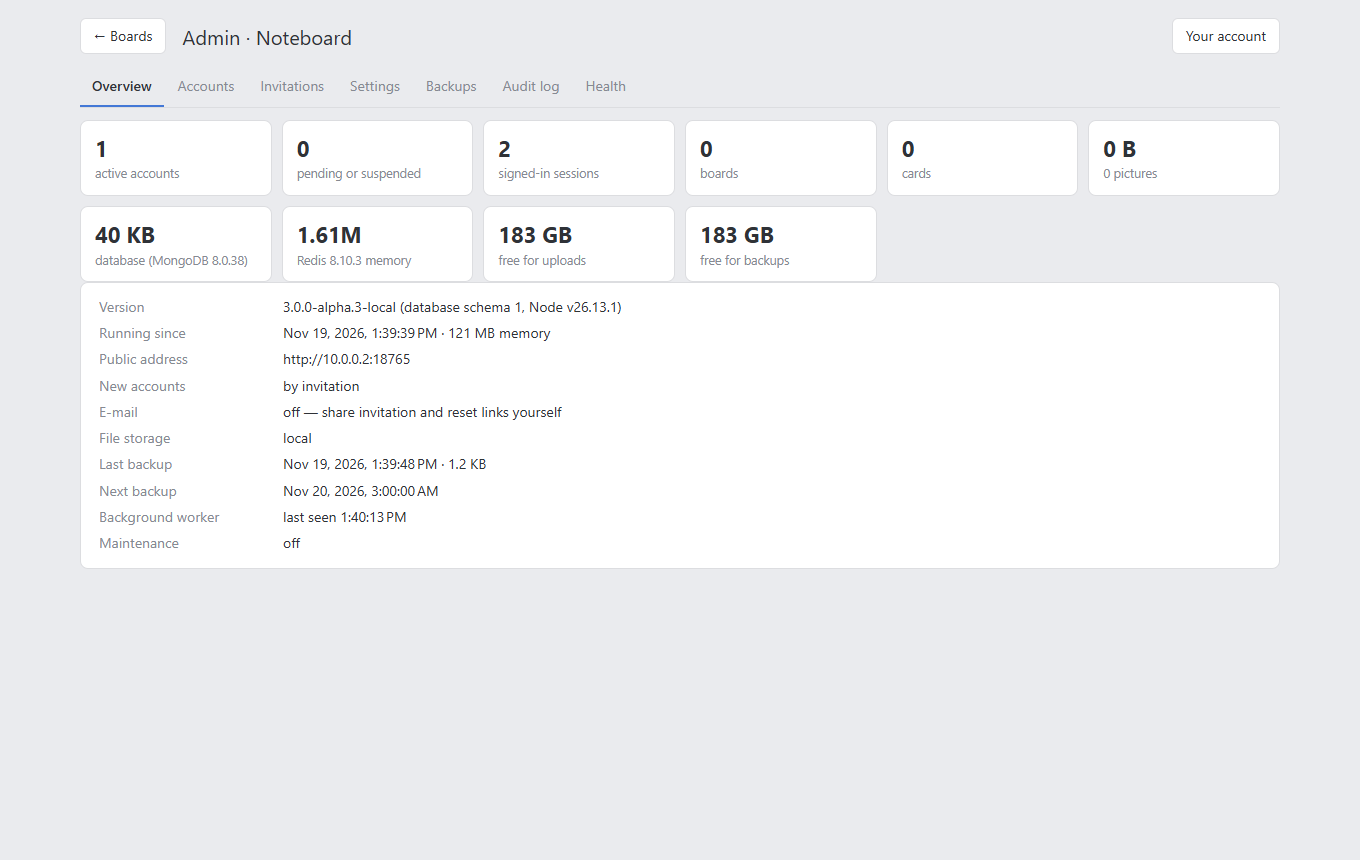 ← Boards
Admin · Noteboard
Your account
Overview Accounts Invitations Settings Backups Audit log Health
1
active accounts
0
pending or suspended
2
signed-in sessions
0
boards
0
cards
0 B
0 pictures
40 KB
database (MongoDB 8.0.38)
1.61M
Redis 8.10.3 memory
183 GB
free for uploads
183 GB
free for backups
Version 3.0.0-alpha.3-local (database schema 1, Node v26.13.1)
Running since Nov 19, 2026, 1:39:39 PM · 121 MB memory
Public address http://10.0.0.2:18765
New accounts by invitation
E-mail off — share invitation and reset links yourself
File storage local
Last backup Nov 19, 2026, 1:39:48 PM · 1.2 KB
Next backup Nov 20, 2026, 3:00:00 AM
Background worker last seen 1:40:13 PM
Maintenance off